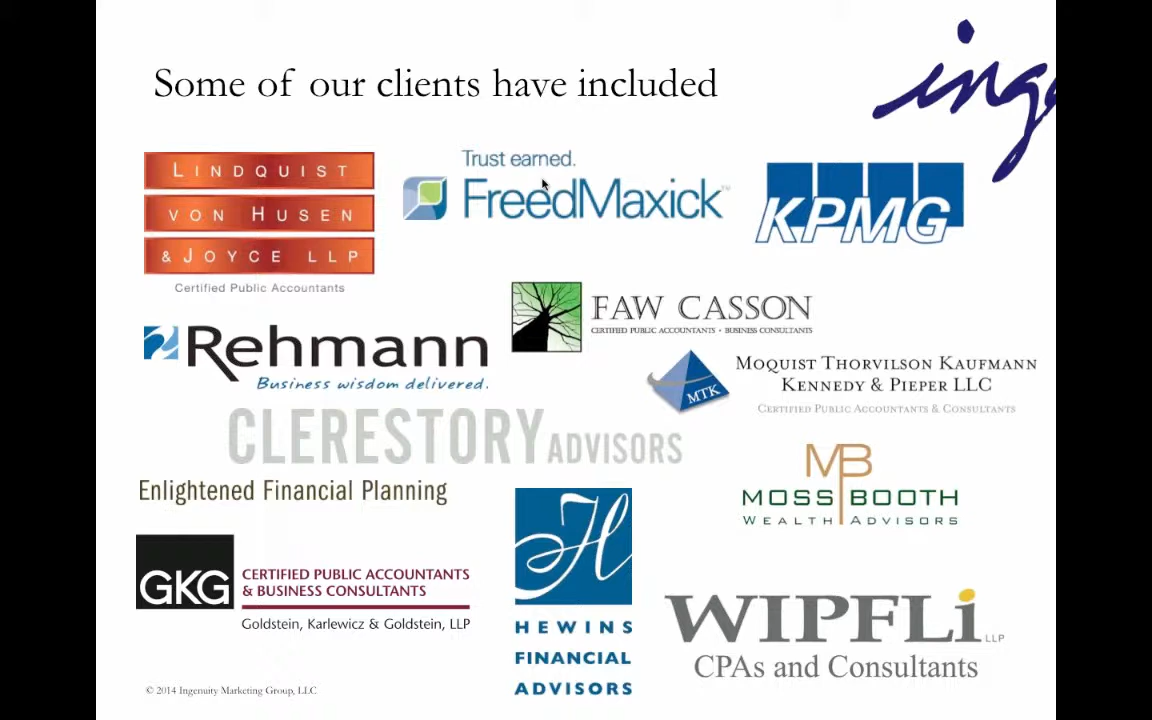 Some of our clients have included
LINDQUIST
VON HUSEN
& JOYCE LLP
Certified Public Accountants
Trust earned.
FreedMaxick™
KPMG
FAW CASSON
CERTIFIED PUBLIC ACCOUNTANTS • BUSINESS CONSULTANTS
Rehmann
Business wisdom delivered.
MTK
MOQUIST THORVILSON KAUFMANN
KENNEDY & PIEPER LLC
CERTIFIED PUBLIC ACCOUNTANTS & CONSULTANTS
CLERESTORY ADVISORS
Enlightened Financial Planning
MB
MOSS BOOTH
WEALTH ADVISORS
GKG
CERTIFIED PUBLIC ACCOUNTANTS
& BUSINESS CONSULTANTS
Goldstein, Karlewicz & Goldstein, LLP
H
HEWINS
FINANCIAL
ADVISORS
WIPFLi LLP
CPAs and Consultants
© 2014 Ingenuity Marketing Group, LLC